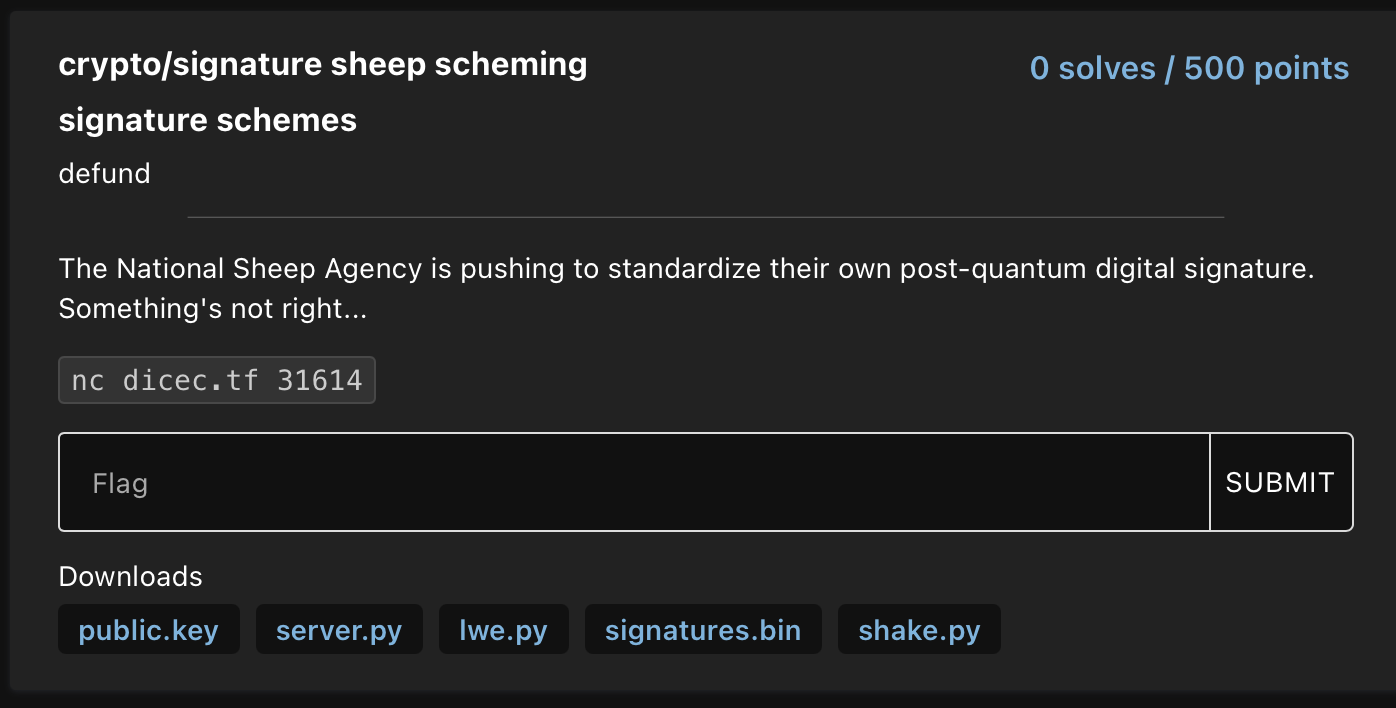 crypto/signature sheep scheming
signature schemes
0 solves / 500 points
defund
The National Sheep Agency is pushing to standardize their own post-quantum digital signature.
Something's not right...
nc dicec.tf 31614
Flag
SUBMIT
Downloads
public.key server.py lwe.py signatures.bin shake.py